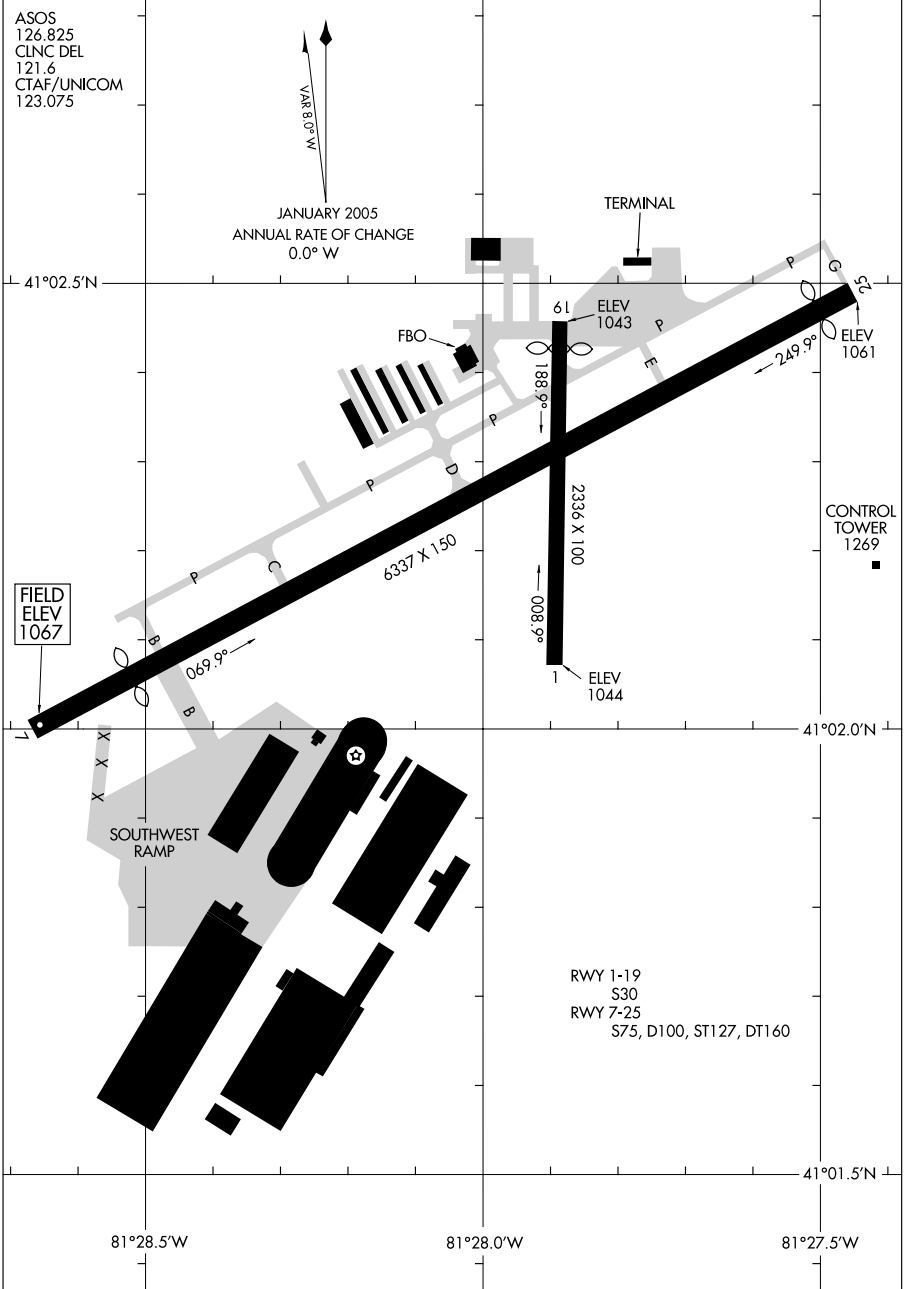 ASOS
126.825
CLNC DEL
121.6
CTAF/UNICOM
123.075
VAR 8.0° W
JANUARY 2005
ANNUAL RATE OF CHANGE
0.0° W
TERMINAL
41°02.5'N
P
G
25
19
ELEV
1043
P
ELEV
1061
FBO
E
249.9°
188.9°
P
D
P
2336 X 100
CONTROL
TOWER
1269
6337 X 150
C
P
FIELD
ELEV
1067
008.9°
B
069.9°
1
ELEV
1044
B
7
X
X
X
41°02.0'N
SOUTHWEST
RAMP
RWY 1-19
S30
RWY 7-25
S75, D100, ST127, DT160
41°01.5'N
81°28.5'W
81°28.0'W
81°27.5'W